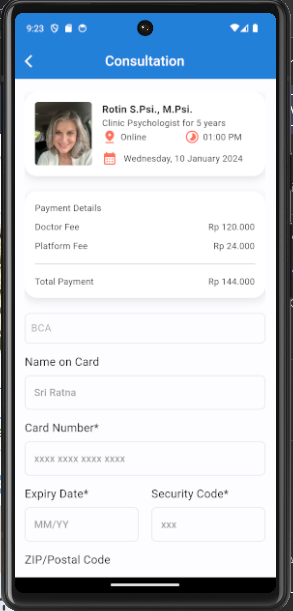 9:23
Consultation
Rotin S.Psi., M.Psi.
Clinic Psychologist for 5 years
Online 01:00 PM
Wednesday, 10 January 2024
Payment Details
Doctor Fee Rp 120.000
Platform Fee Rp 24.000
Total Payment Rp 144.000
BCA
Name on Card
Sri Ratna
Card Number*
xxxx xxxx xxxx xxxx
Expiry Date* Security Code*
MM/YY xxx
ZIP/Postal Code